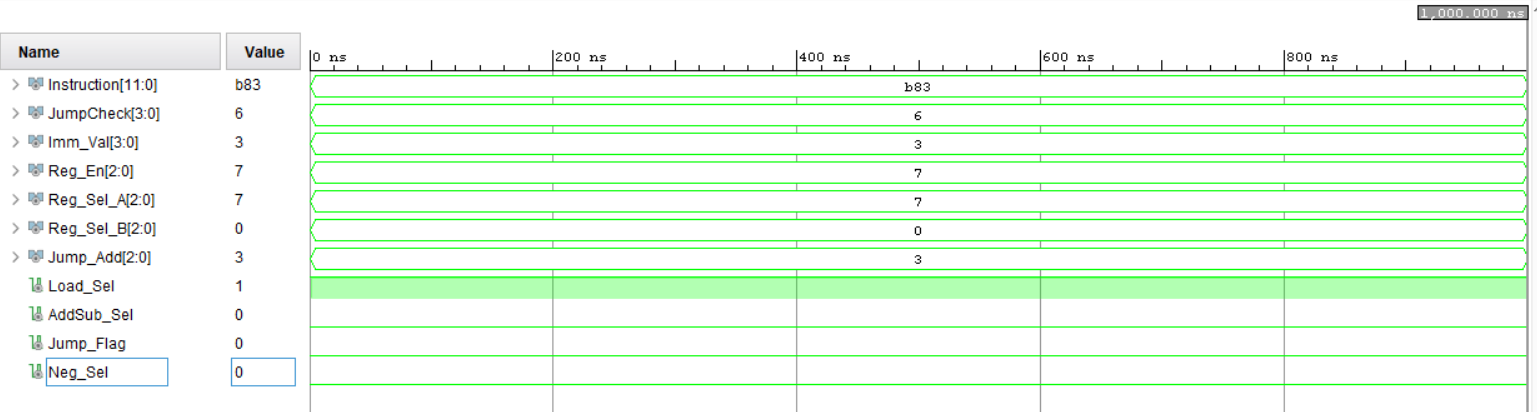 1,000.000 ns
Name Value 0 ns 200 ns 400 ns 600 ns 800 ns
Instruction[11:0] b83 b83
JumpCheck[3:0] 6 6
Imm_Val[3:0] 3 3
Reg_En[2:0] 7 7
Reg_Sel_A[2:0] 7 7
Reg_Sel_B[2:0] 0 0
Jump_Add[2:0] 3 3
Load_Sel 1
AddSub_Sel 0
Jump_Flag 0
Neg_Sel 0